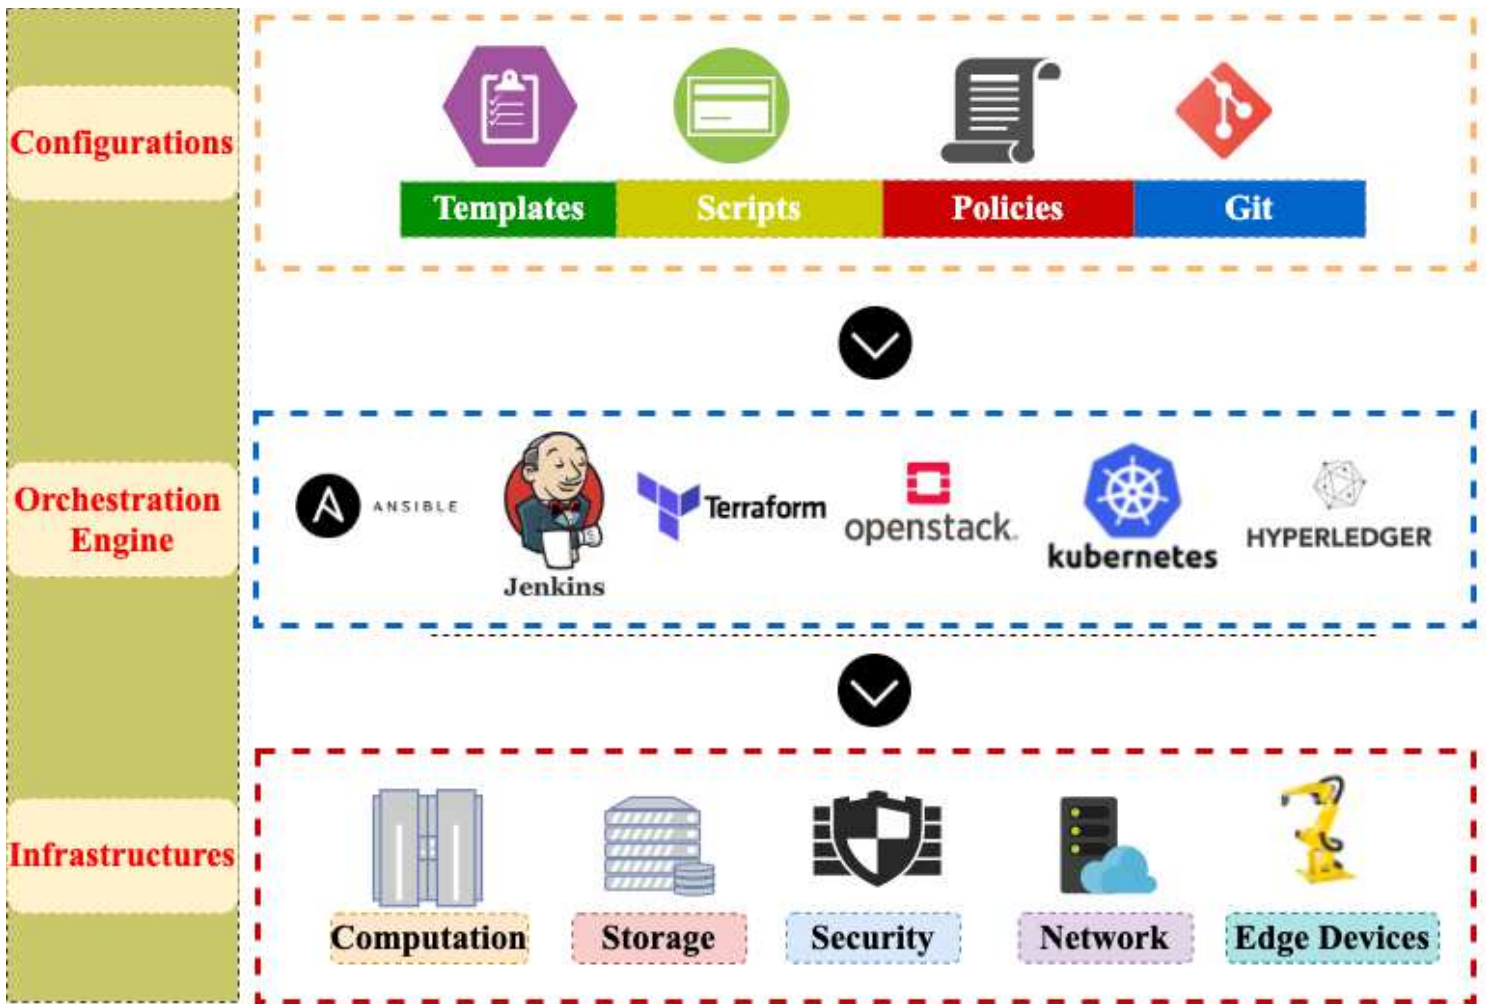 Configurations
Templates
Scripts
Policies
Git
Orchestration
Engine
ANSIBLE
Jenkins
Terraform
openstack.
kubernetes
HYPERLEDGER
Infrastructures
Computation
Storage
Security
Network
Edge Devices